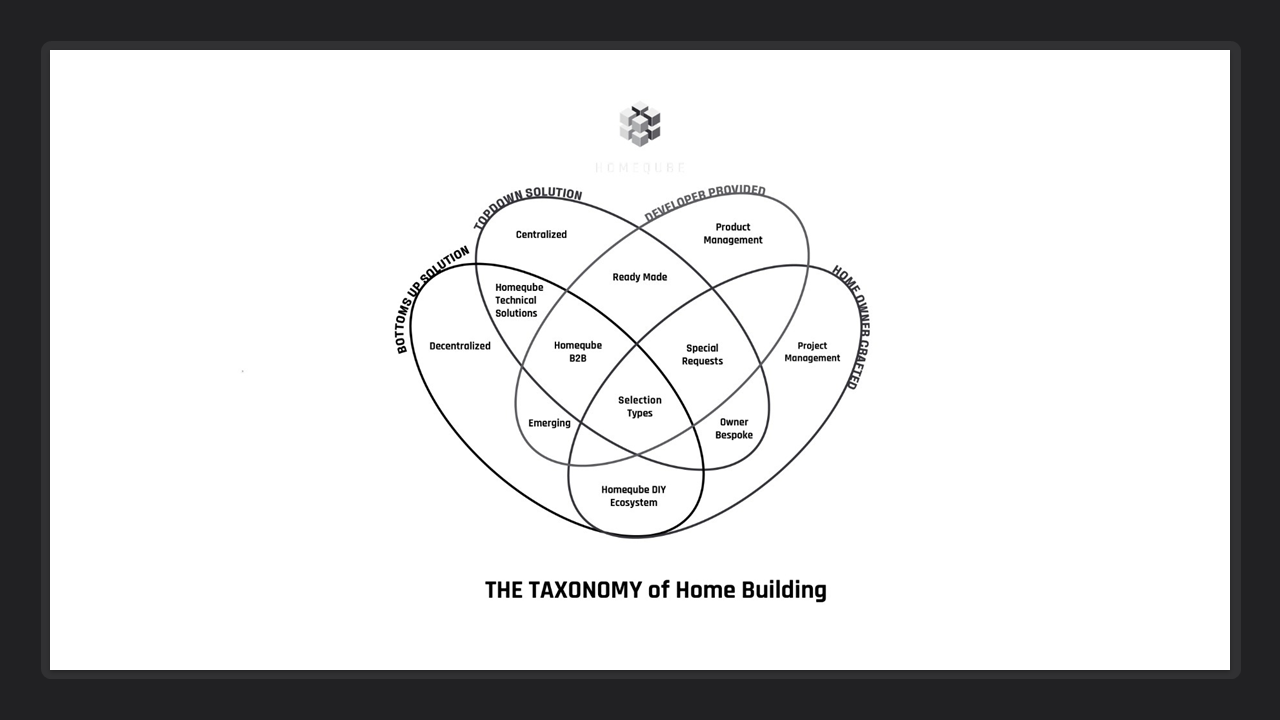 HOMEQUBE
TOPDOWN SOLUTION
DEVELOPER PROVIDED
BOTTOMS UP SOLUTION
HOME OWNER CRAFTED
Centralized
Product
Management
Ready Made
Homeqube
Technical
Solutions
Decentralized
Homeqube
B2B
Special
Requests
Project
Management
Selection
Types
Emerging
Owner
Bespoke
Homeqube DIY
Ecosystem
THE TAXONOMY of Home Building